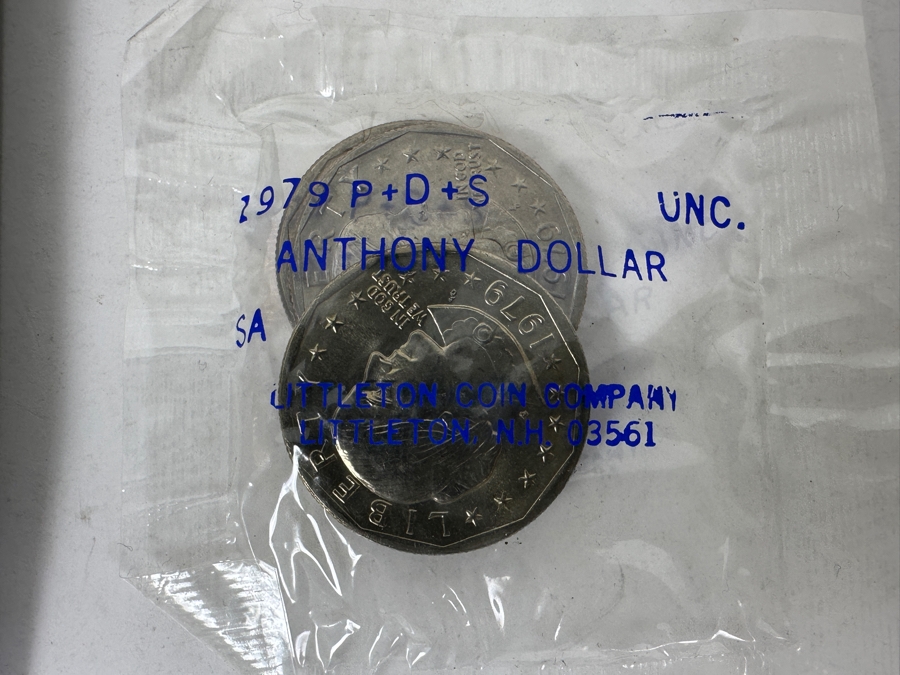 1979 P+D+S UNC.
ANTHONY DOLLAR
SA
LITTLETON COIN COMPANY
LITTLETON, N.H. 03561
1979
IN GOD
WE TRUST
LIBERTY